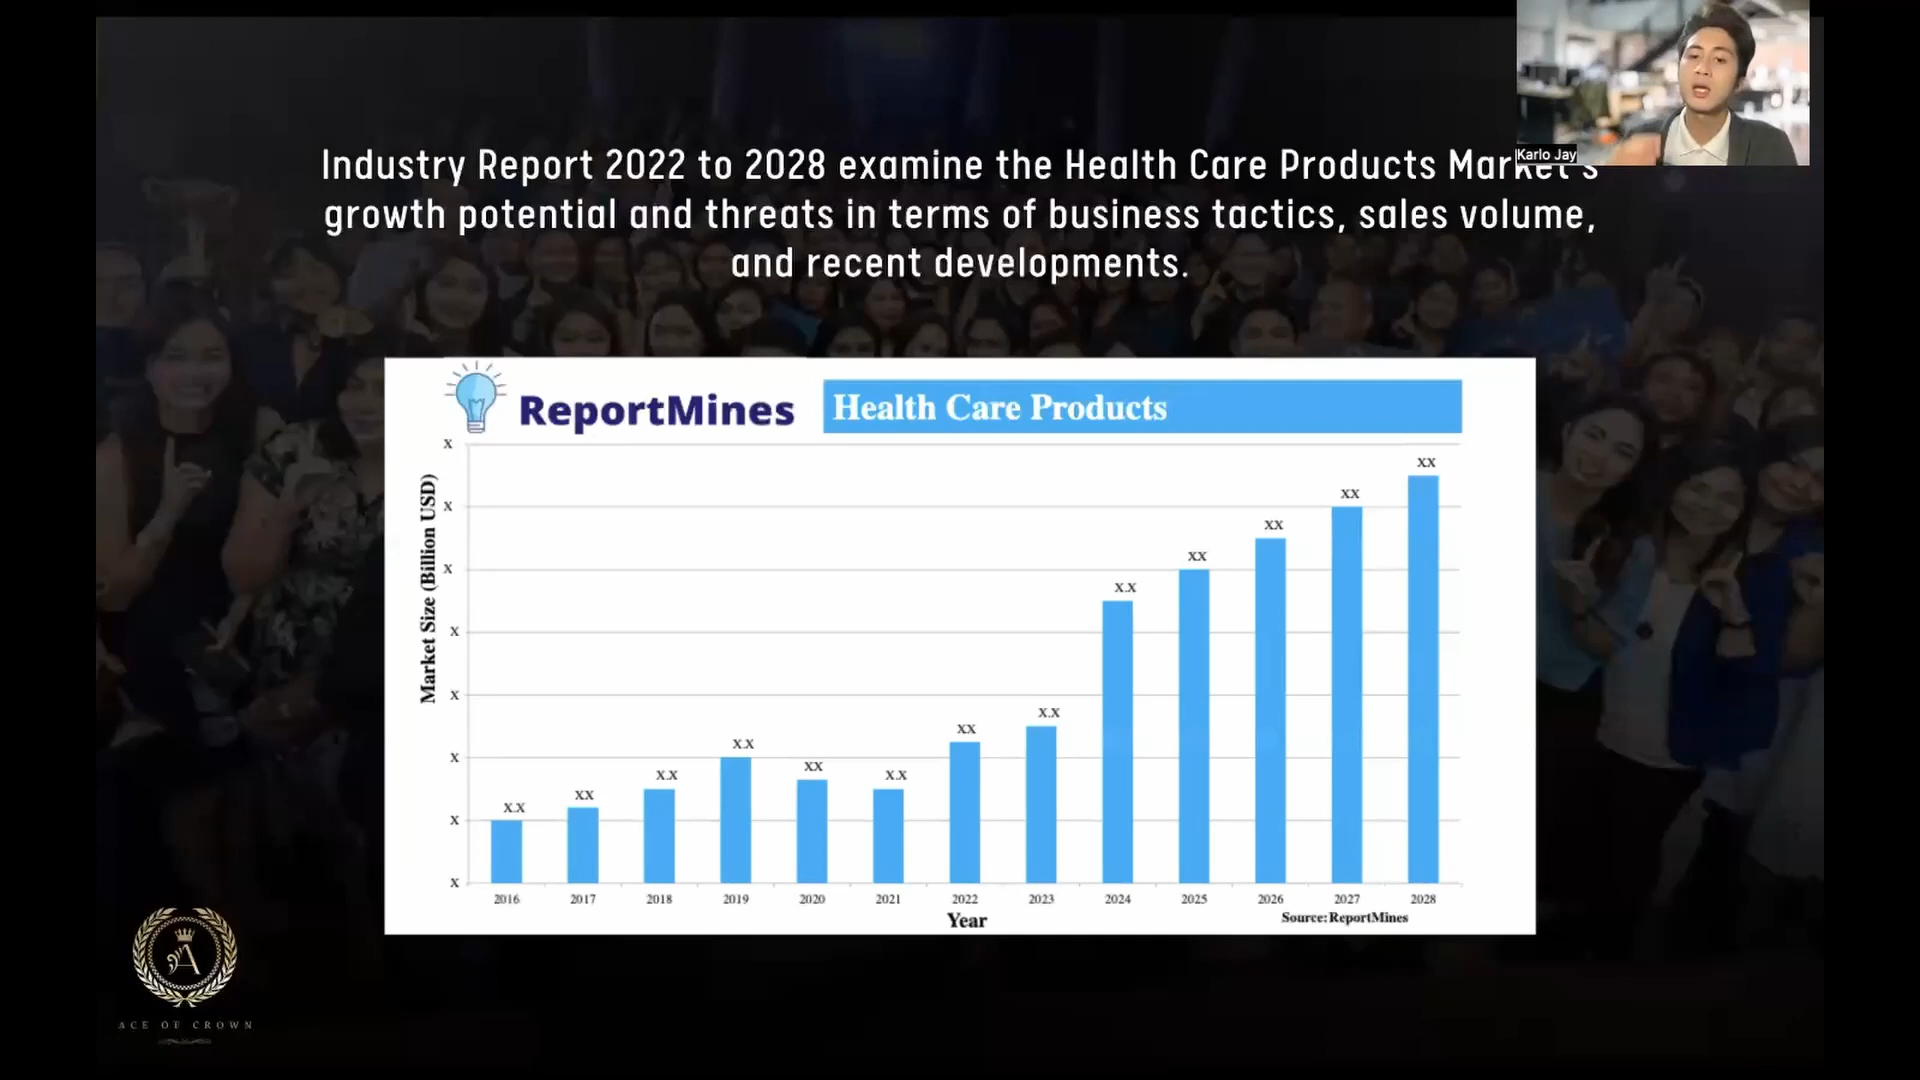 Karlo Jay
Industry Report 2022 to 2028 examine the Health Care Products Market's
growth potential and threats in terms of business tactics, sales volume,
and recent developments.
ReportMines
Health Care Products
Market Size (Billion USD)
x
x
x
x
x
x
x
x
x.x
xx
x.x
x.x
xx
x.x
xx
x.x
x.x
xx
xx
xx
xx
2016
2017
2018
2019
2020
2021
2022
2023
2024
2025
2026
2027
2028
Year
Source: ReportMines
A
ACE OF CROWN